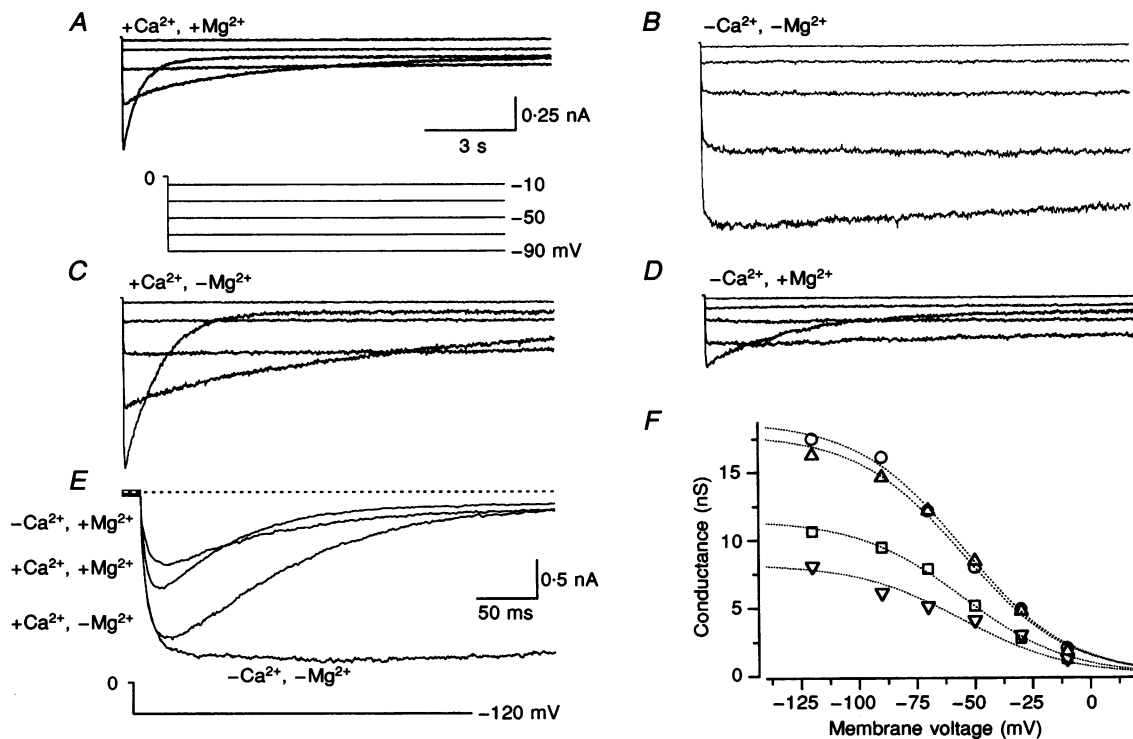 A
+Ca²⁺, +Mg²⁺
0·25 nA
3 s
0
−10
−50
−90 mV
B
−Ca²⁺, −Mg²⁺
C
+Ca²⁺, −Mg²⁺
D
−Ca²⁺, +Mg²⁺
E
−Ca²⁺, +Mg²⁺
+Ca²⁺, +Mg²⁺
+Ca²⁺, −Mg²⁺
0·5 nA
50 ms
−Ca²⁺, −Mg²⁺
0
−120 mV
F
Conductance (nS)
15
10
5
0
−125 −100 −75 −50 −25 0
Membrane voltage (mV)